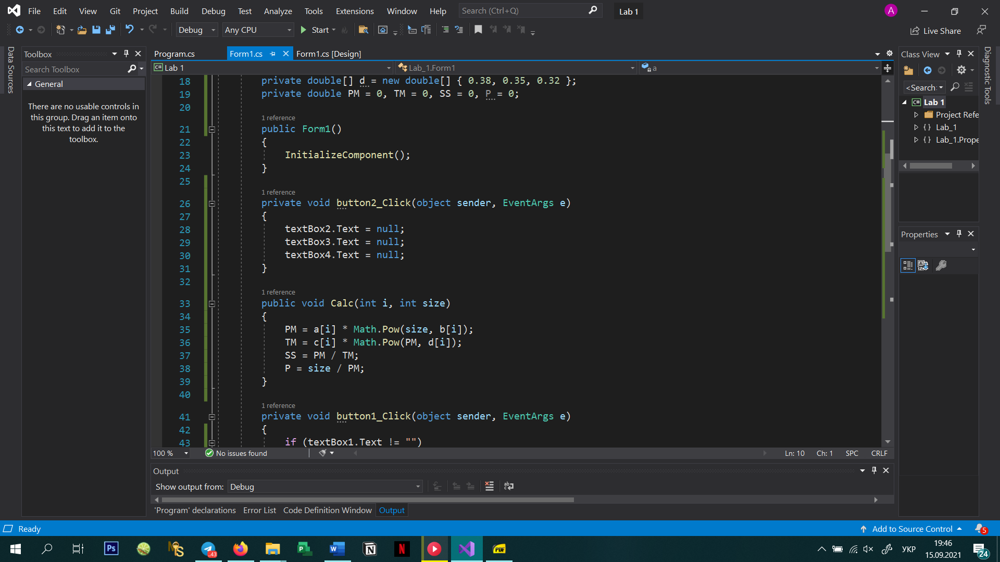 File Edit View Git Project Build Debug Test Analyze Tools Extensions Window Help Search (Ctrl+Q) Lab 1 A
Debug Any CPU Start Live Share
Data Sources
Toolbox
Search Toolbox
General
There are no usable controls in
this group. Drag an item onto
this text to add it to the
toolbox.
Program.cs Form1.cs Form1.cs [Design]
C# Lab 1 Lab_1.Form1 a
18 private double[] d = new double[] { 0.38, 0.35, 0.32 };
19 private double PM = 0, TM = 0, SS = 0, P = 0;
20
1 reference
21 public Form1()
22 {
23 InitializeComponent();
24 }
25
1 reference
26 private void button2_Click(object sender, EventArgs e)
27 {
28 textBox2.Text = null;
29 textBox3.Text = null;
30 textBox4.Text = null;
31 }
32
1 reference
33 public void Calc(int i, int size)
34 {
35 PM = a[i] * Math.Pow(size, b[i]);
36 TM = c[i] * Math.Pow(PM, d[i]);
37 SS = PM / TM;
38 P = size / PM;
39 }
40
1 reference
41 private void button1_Click(object sender, EventArgs e)
42 {
43 if (textBox1.Text != "")
100 % No issues found Ln: 10 Ch: 1 SPC CRLF
Output
Show output from: Debug
'Program' declarations Error List Code Definition Window Output
Class View
<Search
C# Lab 1
Project Refe
{} Lab_1
{} Lab_1.Prope
Properties
Diagnostic Tools
Ready Add to Source Control 5
Ps MS 43 P W N N PDF УКР
19:46
15.09.2021
24